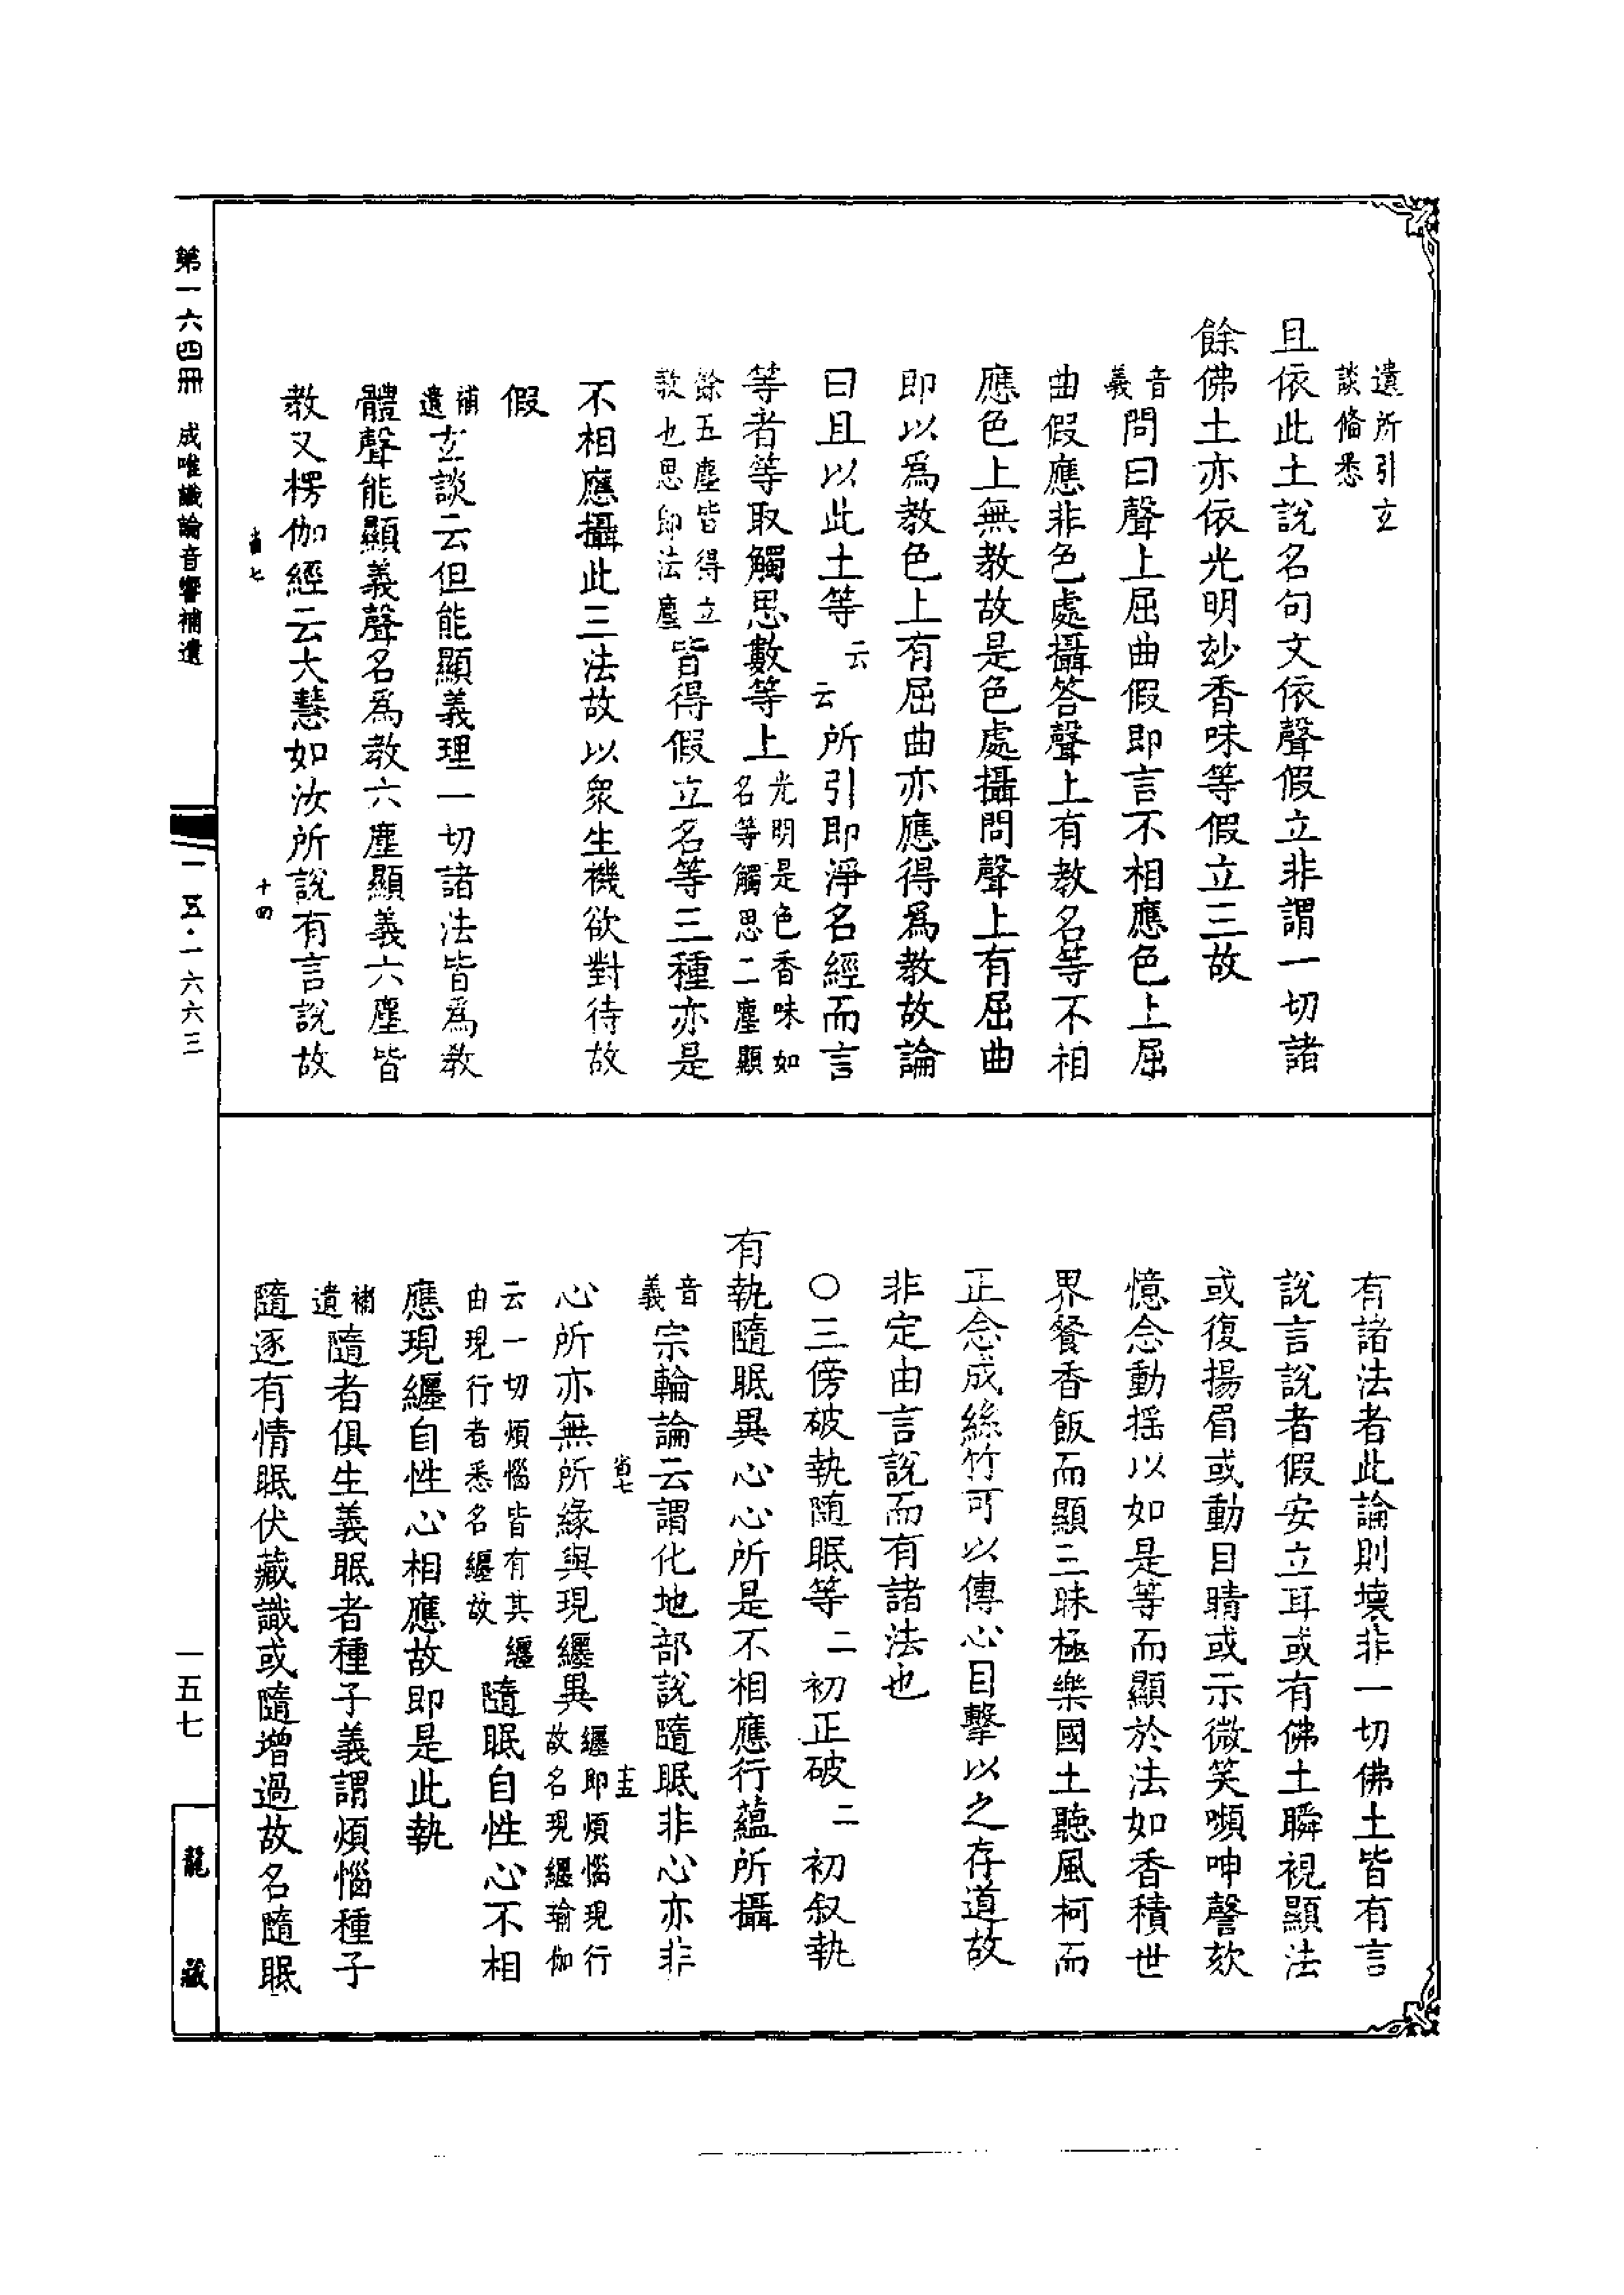 遺所引玄
談偹悉
且依此土說名句文依聲假立非謂一切諸
餘佛土亦依光明妙香味等假立三故
音義問曰聲上屈曲假即言不相應色上屈
曲假應非色處攝答聲上有教名等不相
應色上無教故是色處攝問聲上有屈曲
即以爲教色上有屈曲亦應得爲教故論
曰且以此土等云云所引即淨名經而言
等者等取觸思數等上光明是色香味如名等觸思二塵顯
餘五塵皆得立教也思即法塵皆得假立名等三種亦是
不相應攝此三法故以衆生機欲對待故
假
補遺玄談云但能顯義理一切諸法皆爲教
體聲能顯義聲名爲教六塵顯義六塵皆
教又楞伽經云大慧如汝所說有言說故
省七
十四
有諸法者此論則壞非一切佛土皆有言
說言說者假安立耳或有佛土瞬視顯法
或復揚眉或動目睛或示微笑嚬呻謦欬
憶念動搖以如是等而顯於法如香積世
界餐香飯而顯三昧極樂國土聽風柯而
正念成絲竹可以傳心目擊以之存道故
非定由言說而有諸法也
○三傍破執隨眠等二初正破二初叙執
有執隨眠異心心所是不相應行蘊所攝
音義宗輪論云謂化地部說隨眠非心亦非
省七
十五
心所亦無所緣與現纏異纏即煩惱現行故名現纏瑜伽
云一切煩惱皆有其纏由現行者悉名纏故隨眠自性心不相
應現纏自性心相應故即是此執
補遺隨者俱生義眠者種子義謂煩惱種子
隨逐有情眠伏藏識或隨增過故名隨眠
第一六四冊 成唯識論音響補遺
一五·一六六三
一五七
龍藏